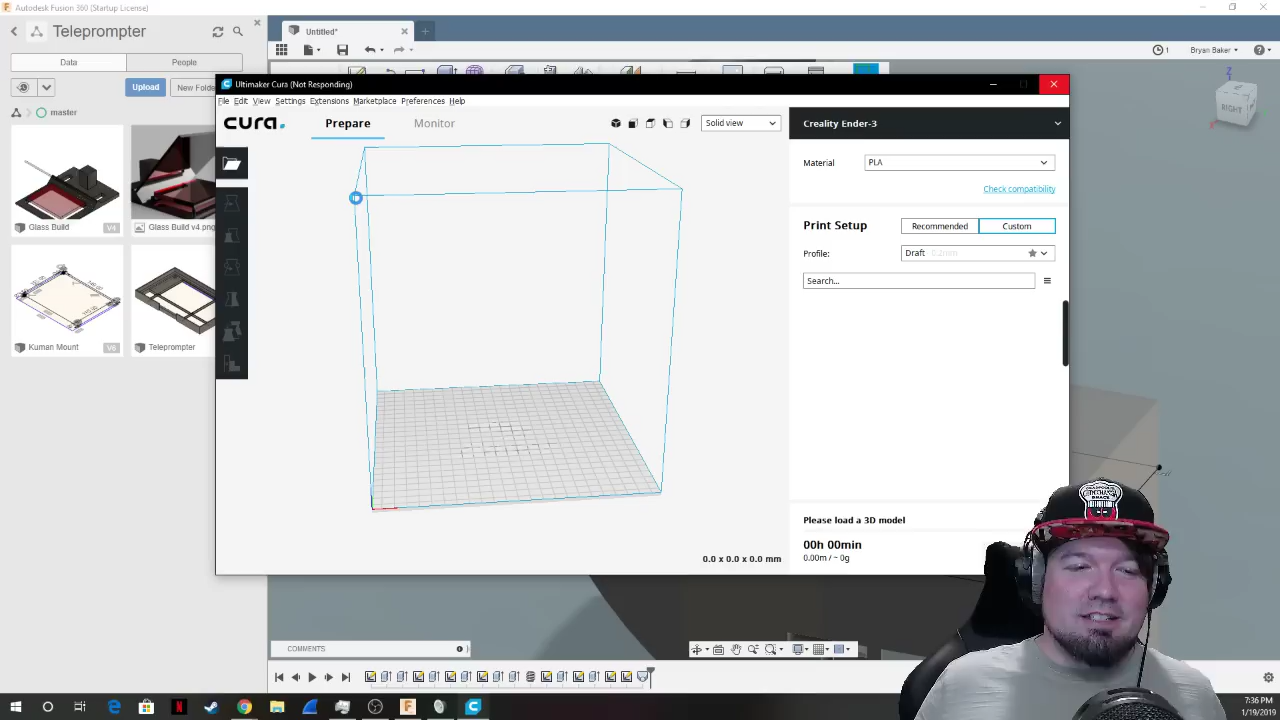 Autodesk Fusion 360 (Startup License)
Teleprompter
Untitled*
Data
People
1
Bryan Baker
Upload
New Folde
master
Glass Build
V4
Glass Build v4.png
Kuman Mount
V6
Teleprompter
Ultimaker Cura (Not Responding)
File Edit View Settings Extensions Marketplace Preferences Help
cura.
Prepare
Monitor
Solid view
Creality Ender-3
Material
PLA
Check compatibility
Print Setup
Recommended
Custom
Profile:
Draft 0.2mm
Search...
Please load a 3D model
00h 00min
0.00m / ~ 0g
0.0 x 0.0 x 0.0 mm
Z
RIGHT
COMMENTS
7:36 PM
1/19/2019